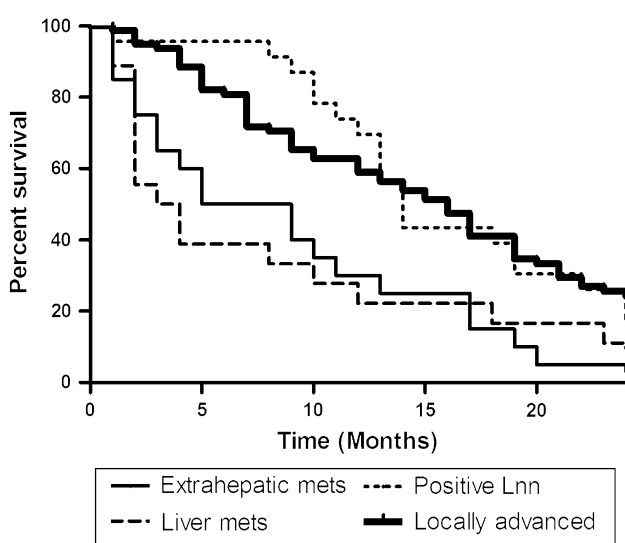 100
80
60
40
20
0
Percent survival
0 5 10 15 20
Time (Months)
Extrahepatic mets
Positive Lnn
Liver mets
Locally advanced